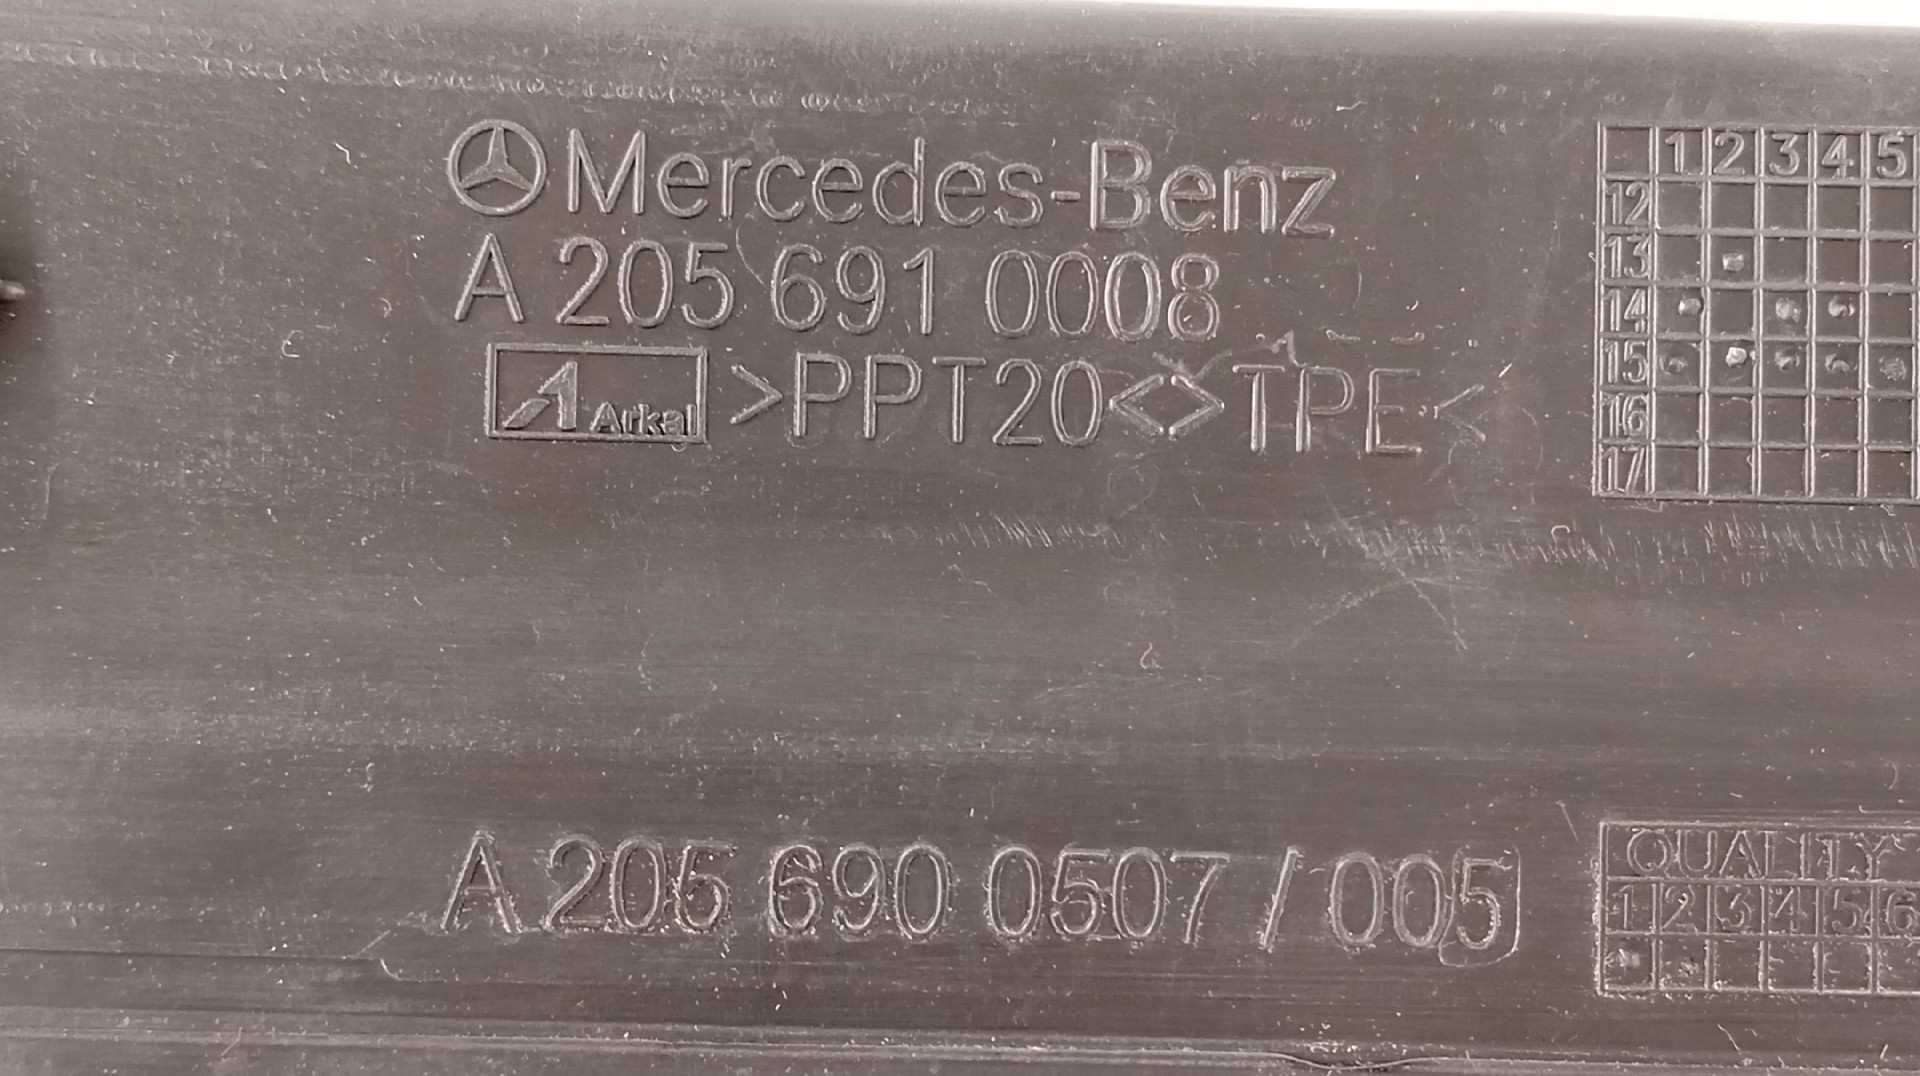 Mercedes-Benz
A 205 691 0008
Arkal >PPT20<>TPE<
1 2 3 4 5
12
13
14
15
16
17
A 205 690 0507 / 005
QUALITY
1 2 3 4 5 6